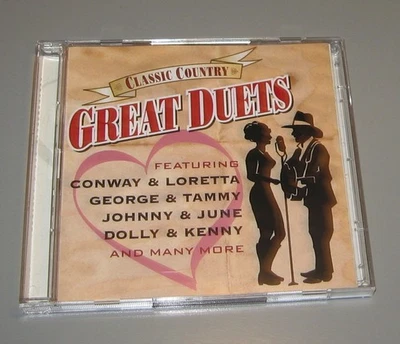 CLASSIC COUNTRY
GREAT DUETS
FEATURING
CONWAY & LORETTA
GEORGE & TAMMY
JOHNNY & JUNE
DOLLY & KENNY
AND MANY MORE